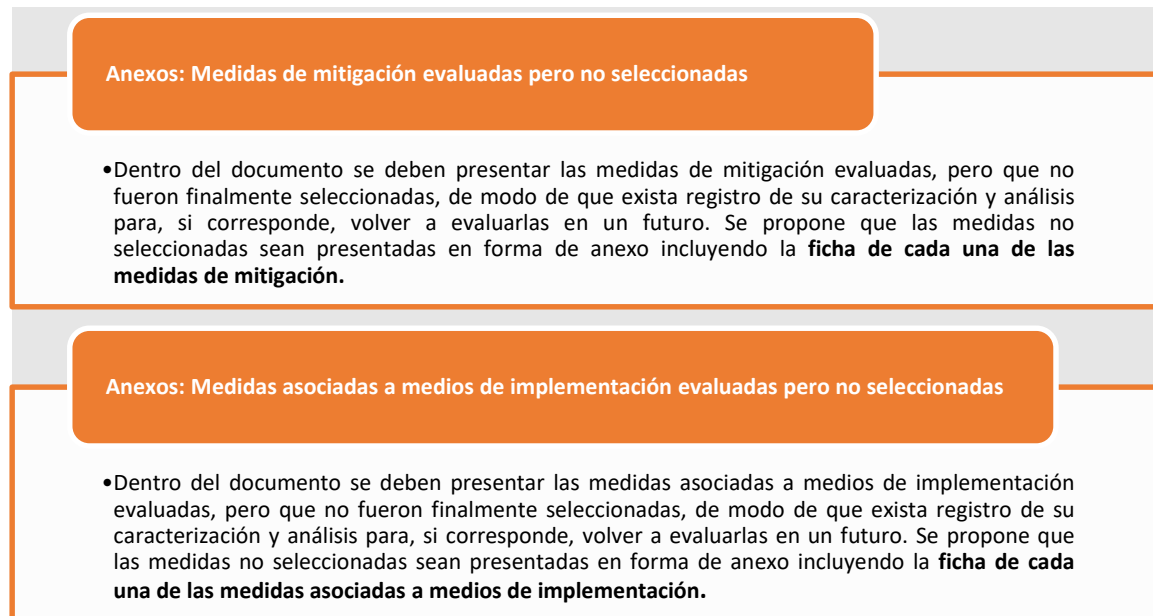 Anexos: Medidas de mitigación evaluadas pero no seleccionadas
•Dentro del documento se deben presentar las medidas de mitigación evaluadas, pero que no
fueron finalmente seleccionadas, de modo de que exista registro de su caracterización y análisis
para, si corresponde, volver a evaluarlas en un futuro. Se propone que las medidas no
seleccionadas sean presentadas en forma de anexo incluyendo la ficha de cada una de las
medidas de mitigación.
Anexos: Medidas asociadas a medios de implementación evaluadas pero no seleccionadas
•Dentro del documento se deben presentar las medidas asociadas a medios de implementación
evaluadas, pero que no fueron finalmente seleccionadas, de modo de que exista registro de su
caracterización y análisis para, si corresponde, volver a evaluarlas en un futuro. Se propone que
las medidas no seleccionadas sean presentadas en forma de anexo incluyendo la ficha de cada
una de las medidas asociadas a medios de implementación.